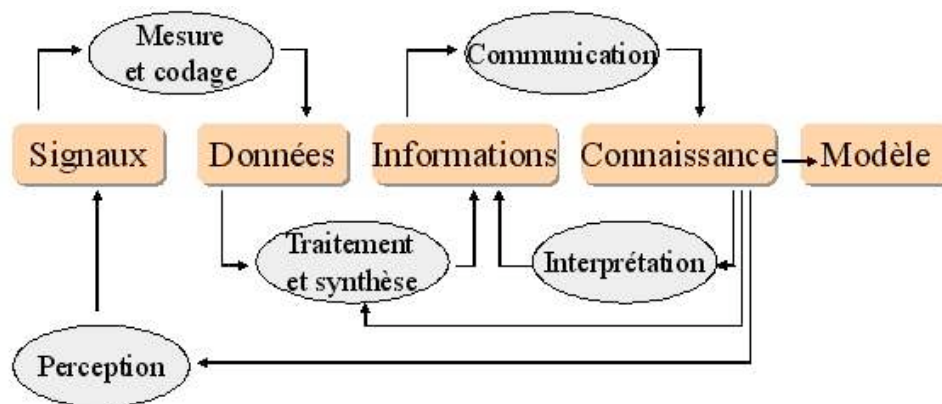 Mesure
et codage
Communication
Signaux
Données
Informations
Connaissance
Modèle
Traitement
et synthèse
Interprétation
Perception